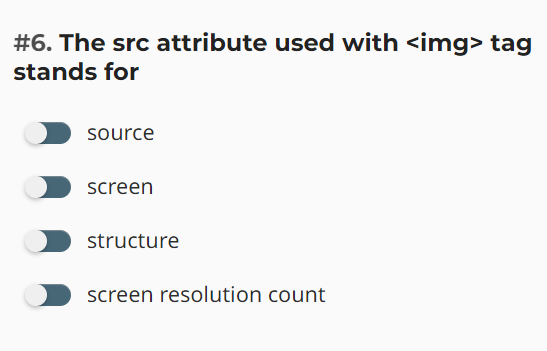 #6. The src attribute used with <img> tag
stands for
source
screen
structure
screen resolution count